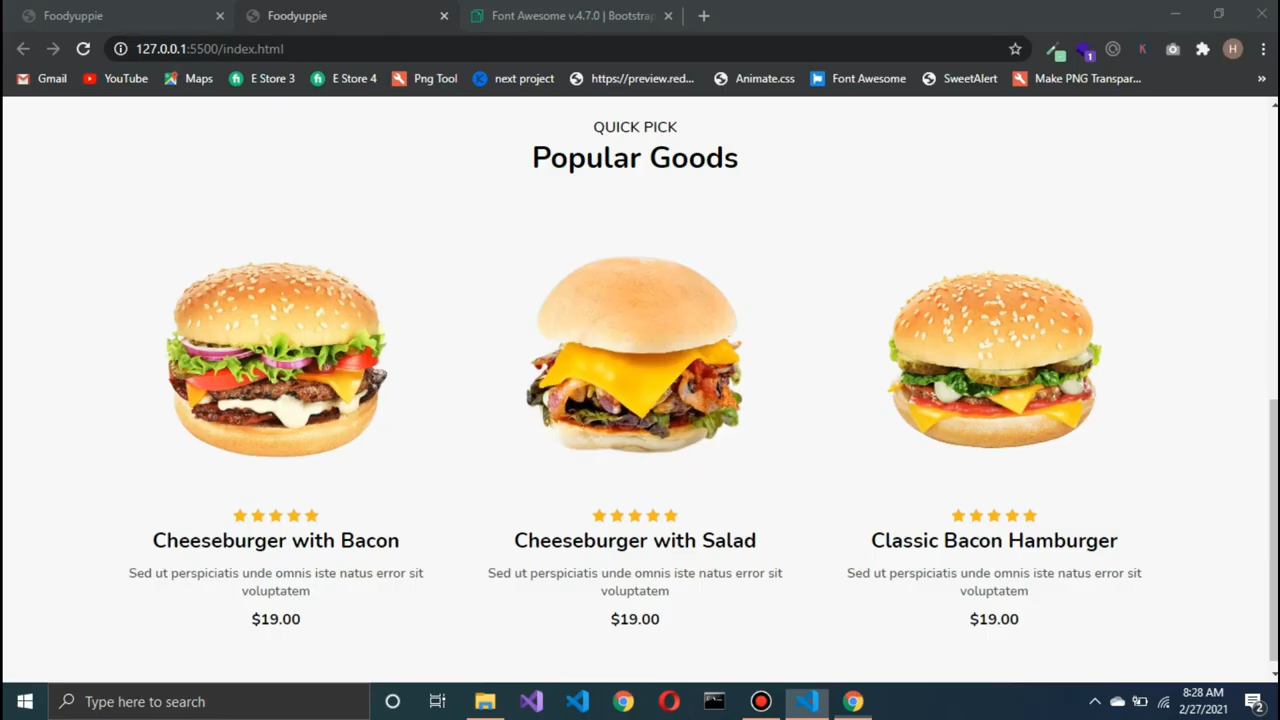 Foodyuppie
Foodyuppie
Font Awesome v.4.7.0 | Bootstrap
127.0.0.1:5500/index.html
1
K
H
Gmail
YouTube
Maps
E Store 3
E Store 4
Png Tool
next project
https://preview.red...
Animate.css
Font Awesome
SweetAlert
Make PNG Transpar...
»
QUICK PICK
Popular Goods
Cheeseburger with Bacon
Sed ut perspiciatis unde omnis iste natus error sit
voluptatem
$19.00
Cheeseburger with Salad
Sed ut perspiciatis unde omnis iste natus error sit
voluptatem
$19.00
Classic Bacon Hamburger
Sed ut perspiciatis unde omnis iste natus error sit
voluptatem
$19.00
Type here to search
8:28 AM
2/27/2021
2